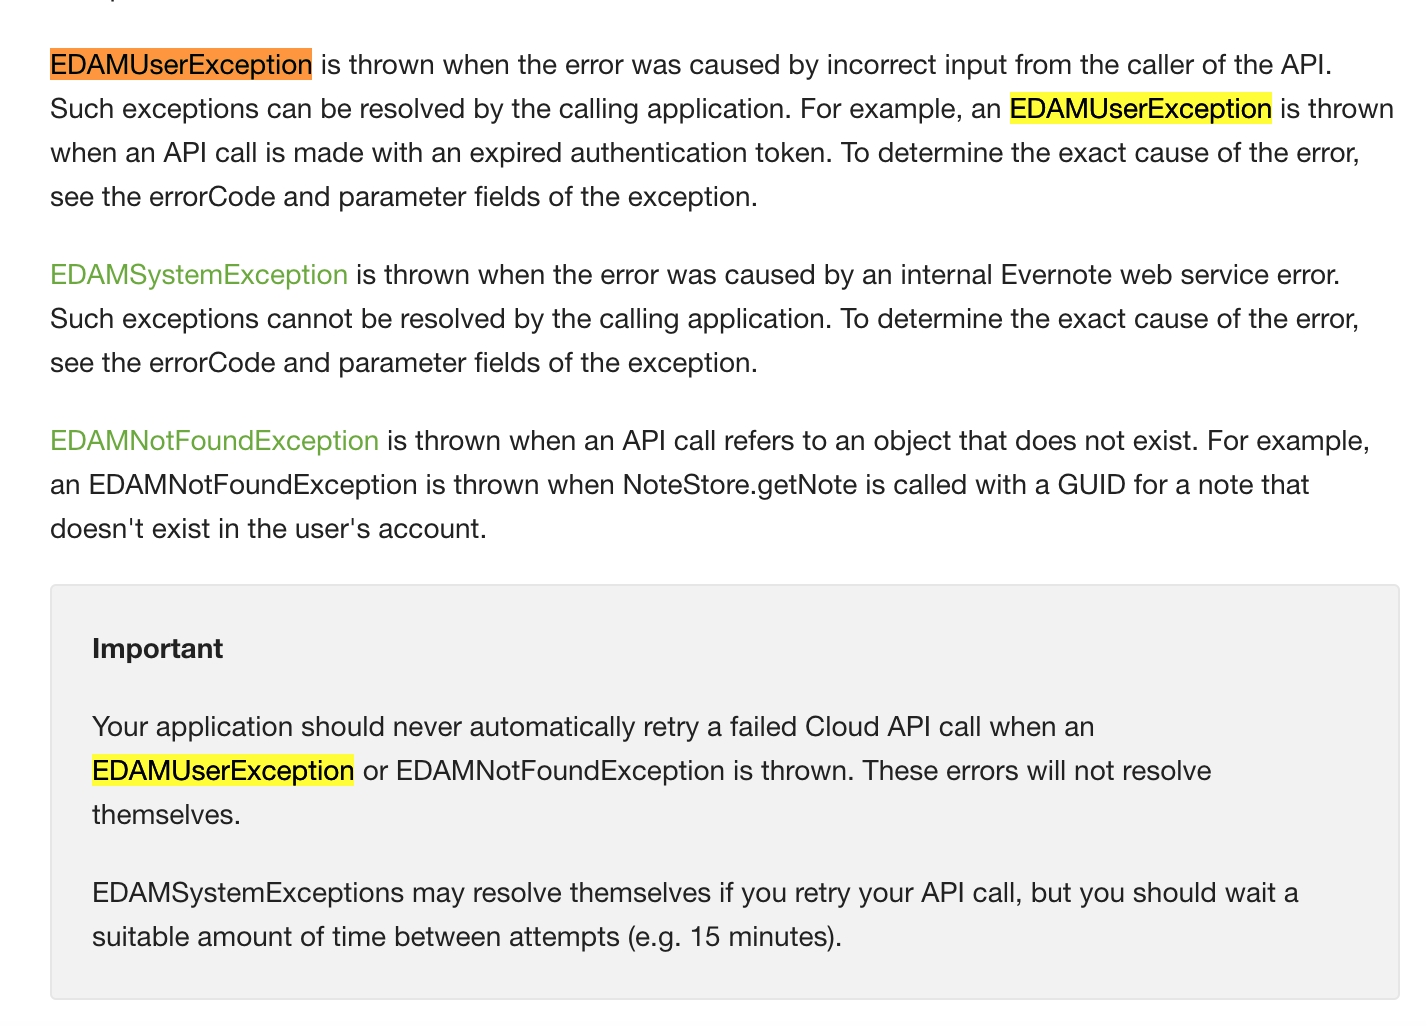 EDAMUserException is thrown when the error was caused by incorrect input from the caller of the API.
Such exceptions can be resolved by the calling application. For example, an EDAMUserException is thrown
when an API call is made with an expired authentication token. To determine the exact cause of the error,
see the errorCode and parameter fields of the exception.
EDAMSystemException is thrown when the error was caused by an internal Evernote web service error.
Such exceptions cannot be resolved by the calling application. To determine the exact cause of the error,
see the errorCode and parameter fields of the exception.
EDAMNotFoundException is thrown when an API call refers to an object that does not exist. For example,
an EDAMNotFoundException is thrown when NoteStore.getNote is called with a GUID for a note that
doesn't exist in the user's account.
Important
Your application should never automatically retry a failed Cloud API call when an
EDAMUserException or EDAMNotFoundException is thrown. These errors will not resolve
themselves.
EDAMSystemExceptions may resolve themselves if you retry your API call, but you should wait a
suitable amount of time between attempts (e.g. 15 minutes).